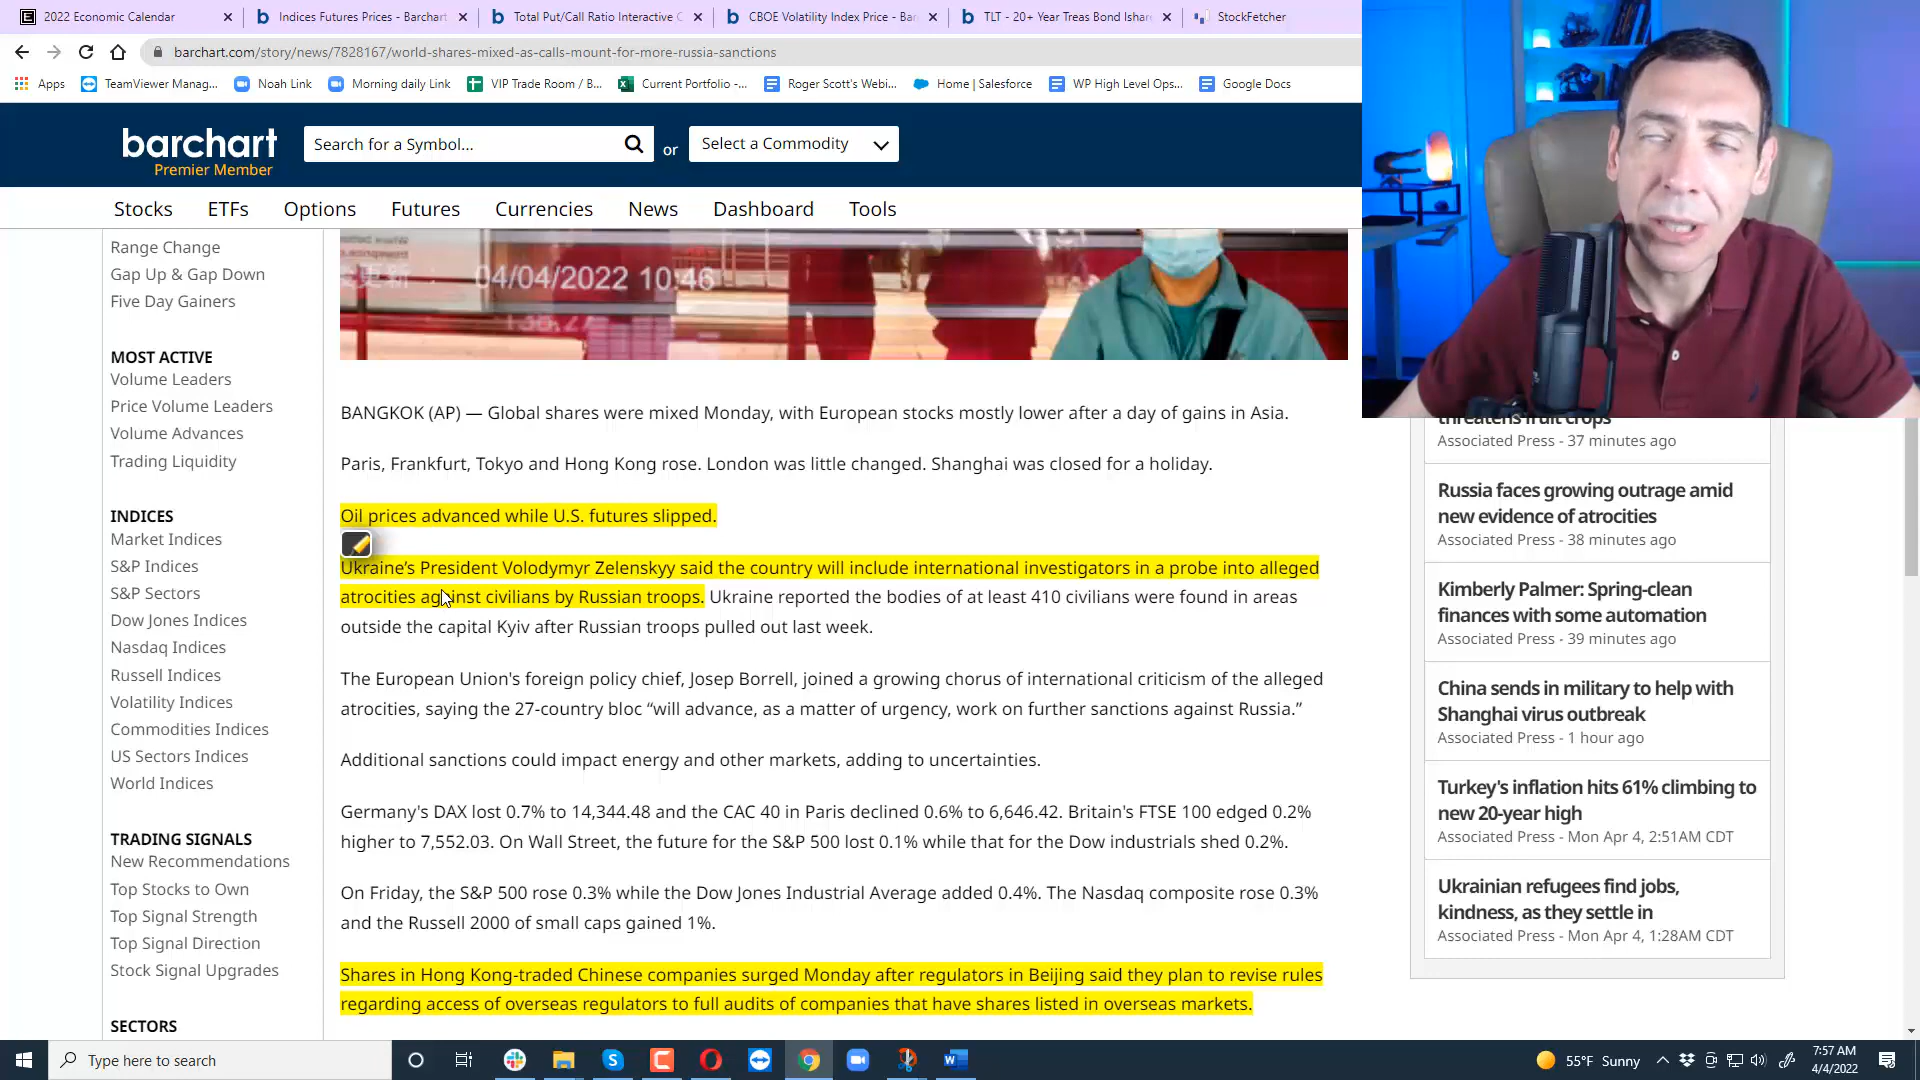 2022 Economic Calendar
Indices Futures Prices - Barchart
Total Put/Call Ratio Interactive C
CBOE Volatility Index Price - Bar
TLT - 20+ Year Treas Bond Ishar
StockFetcher
barchart.com/story/news/7828167/world-shares-mixed-as-calls-mount-for-more-russia-sanctions
Apps
TeamViewer Manag...
Noah Link
Morning daily Link
VIP Trade Room / B...
Current Portfolio -...
Roger Scott's Webi...
Home | Salesforce
WP High Level Ops...
Google Docs
barchart
Premier Member
Search for a Symbol...
or
Select a Commodity
Stocks
ETFs
Options
Futures
Currencies
News
Dashboard
Tools
Range Change
Gap Up & Gap Down
Five Day Gainers
MOST ACTIVE
Volume Leaders
Price Volume Leaders
Volume Advances
Trading Liquidity
INDICES
Market Indices
S&P Indices
S&P Sectors
Dow Jones Indices
Nasdaq Indices
Russell Indices
Volatility Indices
Commodities Indices
US Sectors Indices
World Indices
TRADING SIGNALS
New Recommendations
Top Stocks to Own
Top Signal Strength
Top Signal Direction
Stock Signal Upgrades
SECTORS
更新
04/04/2022 10:46
BANGKOK (AP) — Global shares were mixed Monday, with European stocks mostly lower after a day of gains in Asia.
Paris, Frankfurt, Tokyo and Hong Kong rose. London was little changed. Shanghai was closed for a holiday.
Oil prices advanced while U.S. futures slipped.
Ukraine's President Volodymyr Zelenskyy said the country will include international investigators in a probe into alleged
atrocities against civilians by Russian troops. Ukraine reported the bodies of at least 410 civilians were found in areas
outside the capital Kyiv after Russian troops pulled out last week.
The European Union's foreign policy chief, Josep Borrell, joined a growing chorus of international criticism of the alleged
atrocities, saying the 27-country bloc “will advance, as a matter of urgency, work on further sanctions against Russia.”
Additional sanctions could impact energy and other markets, adding to uncertainties.
Germany's DAX lost 0.7% to 14,344.48 and the CAC 40 in Paris declined 0.6% to 6,646.42. Britain's FTSE 100 edged 0.2%
higher to 7,552.03. On Wall Street, the future for the S&P 500 lost 0.1% while that for the Dow industrials shed 0.2%.
On Friday, the S&P 500 rose 0.3% while the Dow Jones Industrial Average added 0.4%. The Nasdaq composite rose 0.3%
and the Russell 2000 of small caps gained 1%.
Shares in Hong Kong-traded Chinese companies surged Monday after regulators in Beijing said they plan to revise rules
regarding access of overseas regulators to full audits of companies that have shares listed in overseas markets.
threatens fruit crops
Associated Press - 37 minutes ago
Russia faces growing outrage amid
new evidence of atrocities
Associated Press - 38 minutes ago
Kimberly Palmer: Spring-clean
finances with some automation
Associated Press - 39 minutes ago
China sends in military to help with
Shanghai virus outbreak
Associated Press - 1 hour ago
Turkey's inflation hits 61% climbing to
new 20-year high
Associated Press - Mon Apr 4, 2:51AM CDT
Ukrainian refugees find jobs,
kindness, as they settle in
Associated Press - Mon Apr 4, 1:28AM CDT
Type here to search
55°F Sunny
7:57 AM
4/4/2022